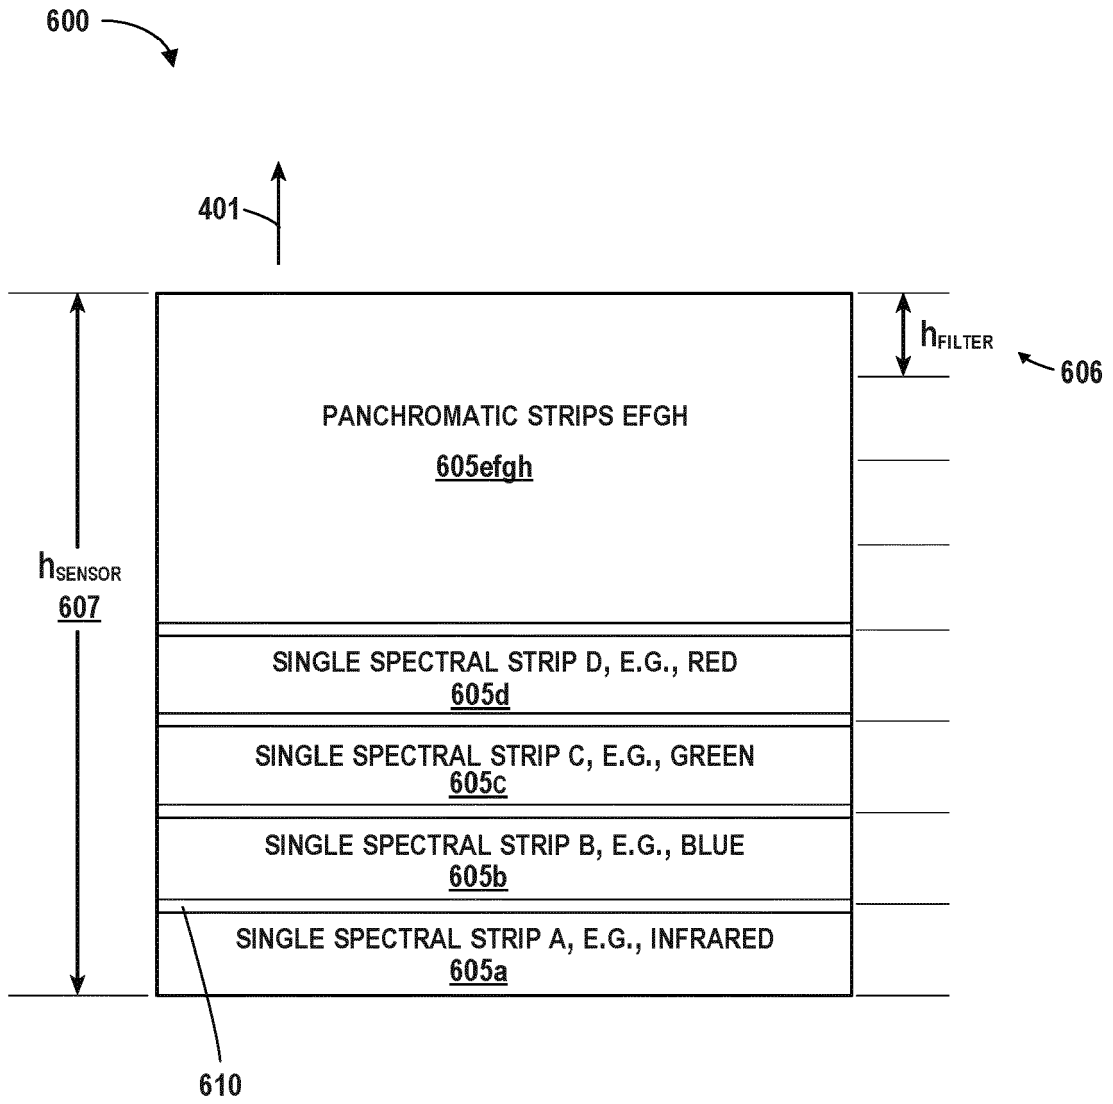 600
401
hFILTER
606
PANCHROMATIC STRIPS EFGH
605efgh
hSENSOR
607
SINGLE SPECTRAL STRIP D, E.G., RED
605d
SINGLE SPECTRAL STRIP C, E.G., GREEN
605c
SINGLE SPECTRAL STRIP B, E.G., BLUE
605b
SINGLE SPECTRAL STRIP A, E.G., INFRARED
605a
610